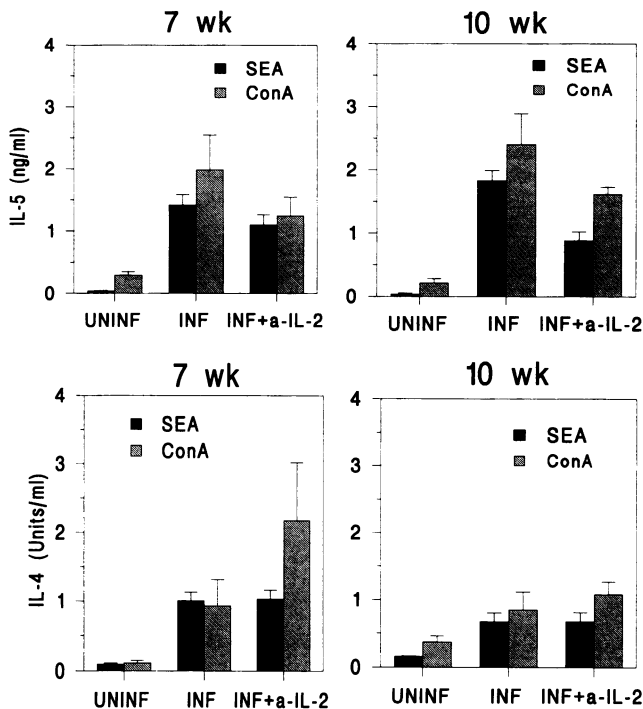 7 wk
10 wk
IL-5 (ng/ml)
4
3
2
1
0
SEA
ConA
UNINF INF INF+a-IL-2
4
3
2
1
0
SEA
ConA
UNINF INF INF+a-IL-2
7 wk
10 wk
IL-4 (Units/ml)
4
3
2
1
0
SEA
ConA
UNINF INF INF+a-IL-2
4
3
2
1
0
SEA
ConA
UNINF INF INF+a-IL-2